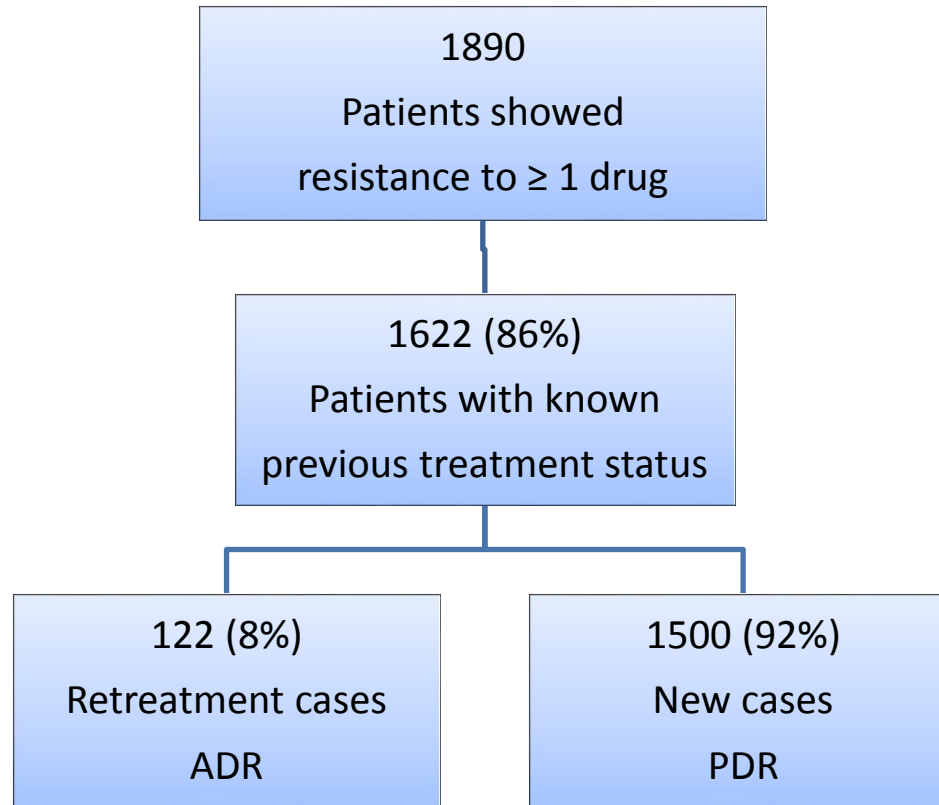 1890
Patients showed
resistance to ≥ 1 drug
1622 (86%)
Patients with known
previous treatment status
122 (8%)
Retreatment cases
ADR
1500 (92%)
New cases
PDR